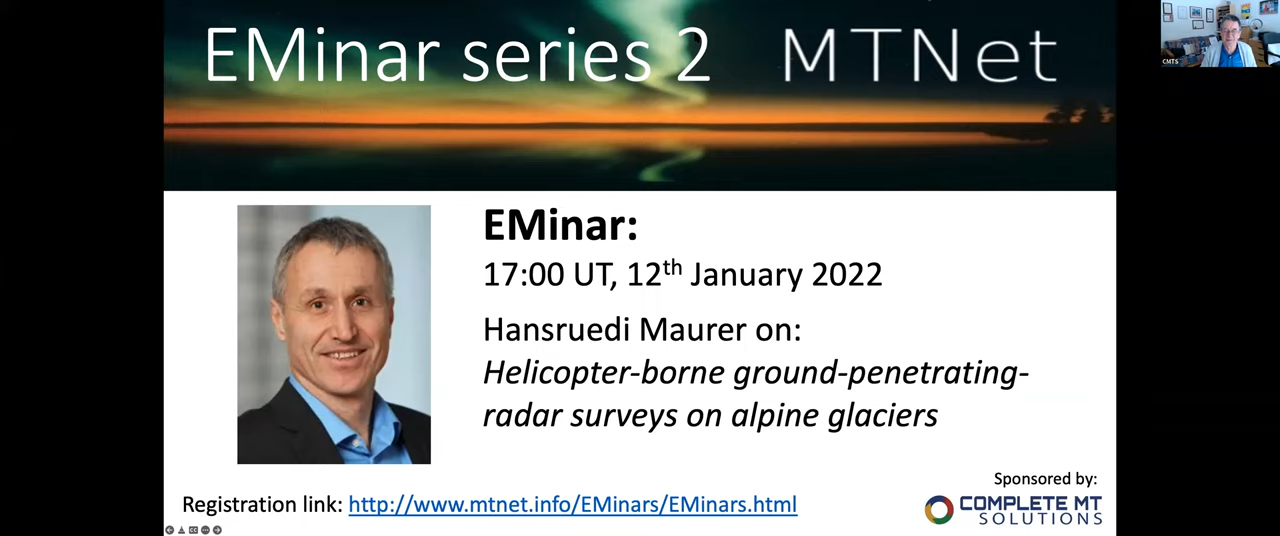 EMinar series 2 MTNet
CMTS
EMinar:
17:00 UT, 12th January 2022
Hansruedi Maurer on:
Helicopter-borne ground-penetrating-
radar surveys on alpine glaciers
Sponsored by:
Registration link: http://www.mtnet.info/EMinars/EMinars.html
COMPLETE MT
SOLUTIONS